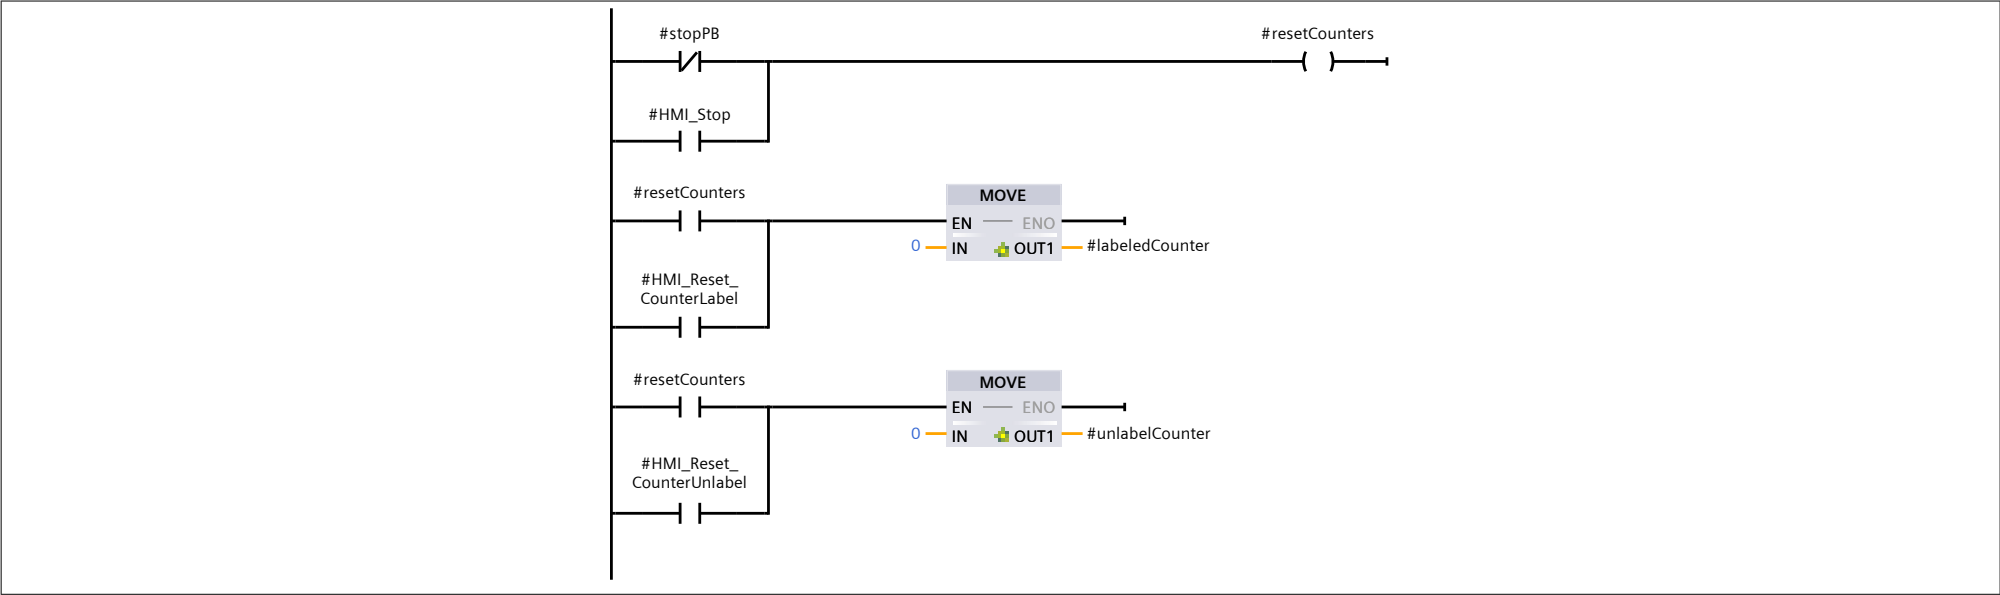 #stopPB
#resetCounters
#HMI_Stop
#resetCounters
MOVE
EN
ENO
0
IN
OUT1
#labeledCounter
#HMI_Reset_
CounterLabel
#resetCounters
MOVE
EN
ENO
0
IN
OUT1
#unlabelCounter
#HMI_Reset_
CounterUnlabel